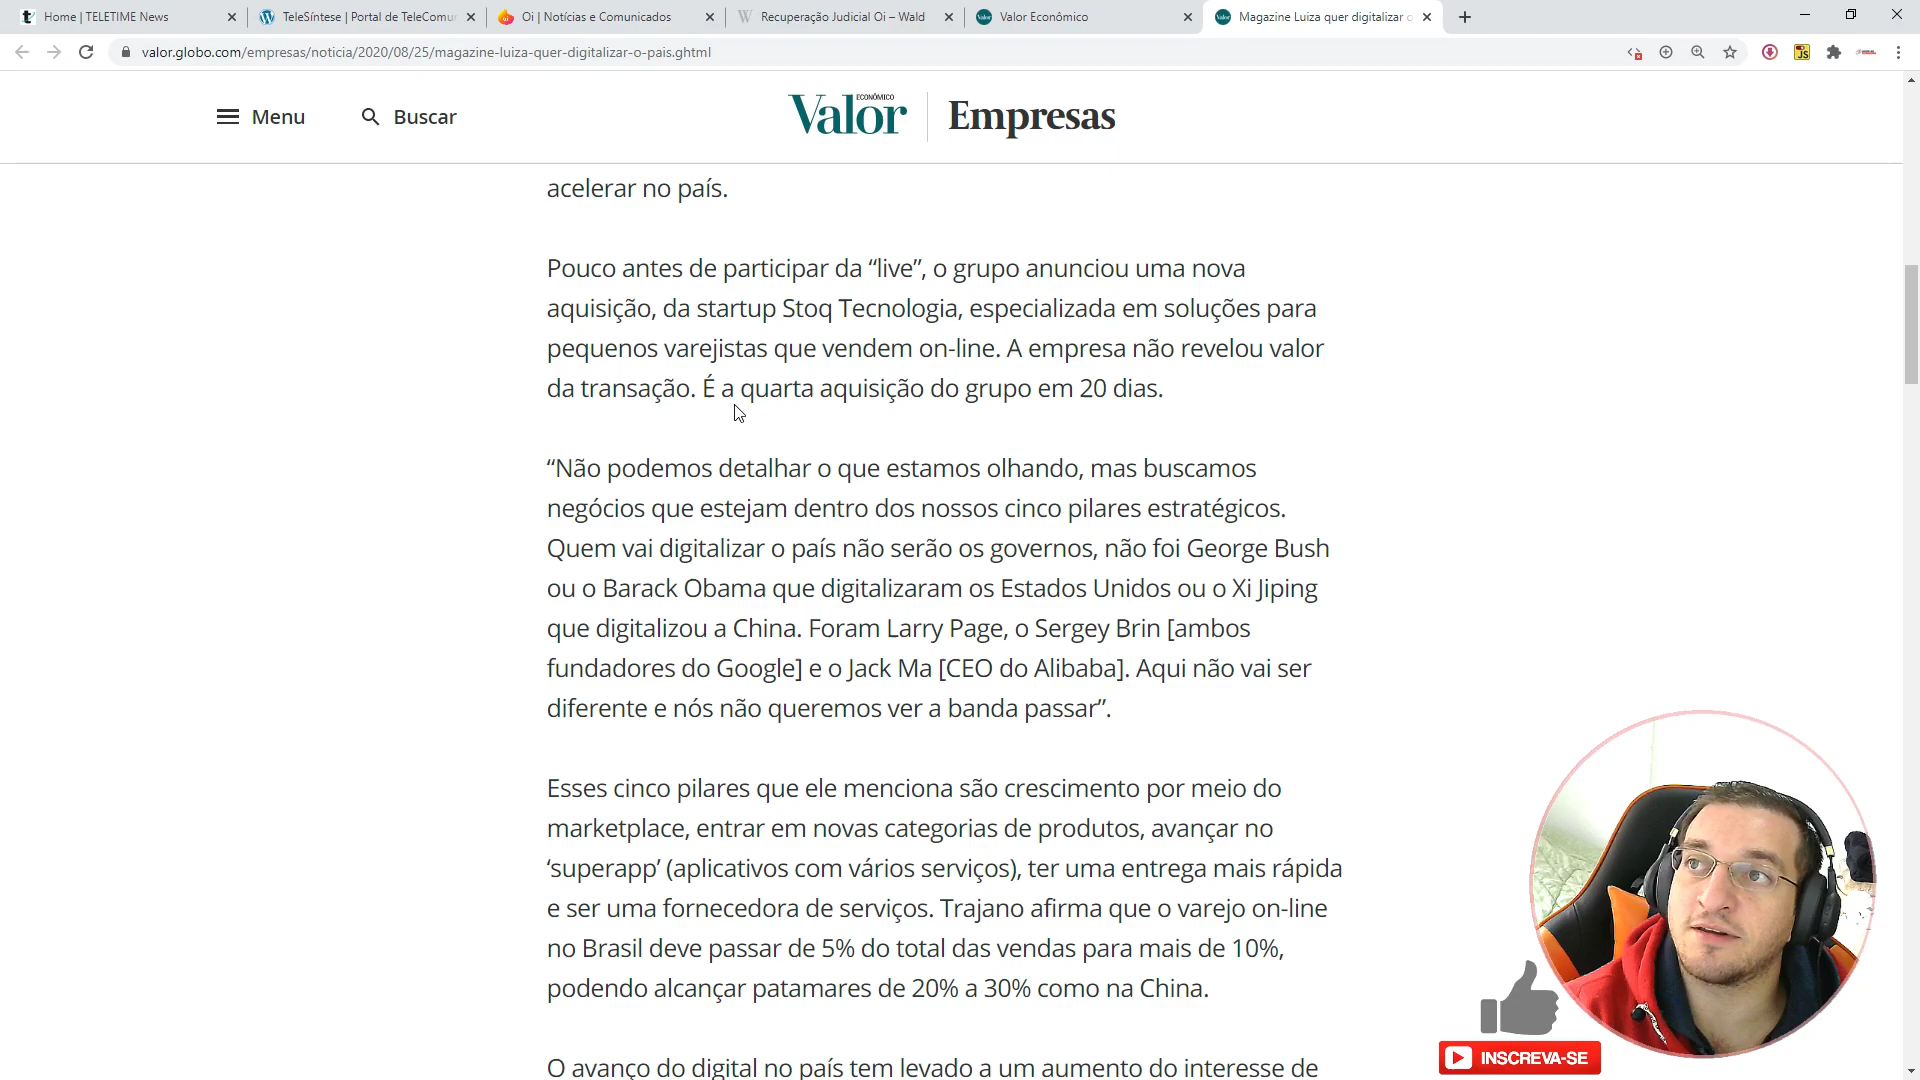 Home | TELETIME News
TeleSíntese | Portal de TeleComu
Oi | Notícias e Comunicados
Recuperação Judicial Oi – Wald
Valor Econômico
Magazine Luiza quer digitalizar o
valor.globo.com/empresas/noticia/2020/08/25/magazine-luiza-quer-digitalizar-o-pais.ghtml
Menu
Buscar
Valor ECONÔMICO
Empresas
acelerar no país.
Pouco antes de participar da “live”, o grupo anunciou uma nova
aquisição, da startup Stoq Tecnologia, especializada em soluções para
pequenos varejistas que vendem on-line. A empresa não revelou valor
da transação. É a quarta aquisição do grupo em 20 dias.
“Não podemos detalhar o que estamos olhando, mas buscamos
negócios que estejam dentro dos nossos cinco pilares estratégicos.
Quem vai digitalizar o país não serão os governos, não foi George Bush
ou o Barack Obama que digitalizaram os Estados Unidos ou o Xi Jiping
que digitalizou a China. Foram Larry Page, o Sergey Brin [ambos
fundadores do Google] e o Jack Ma [CEO do Alibaba]. Aqui não vai ser
diferente e nós não queremos ver a banda passar”.
Esses cinco pilares que ele menciona são crescimento por meio do
marketplace, entrar em novas categorias de produtos, avançar no
‘superapp’ (aplicativos com vários serviços), ter uma entrega mais rápida
e ser uma fornecedora de serviços. Trajano afirma que o varejo on-line
no Brasil deve passar de 5% do total das vendas para mais de 10%,
podendo alcançar patamares de 20% a 30% como na China.
O avanço do digital no país tem levado a um aumento do interesse de
INSCREVA-SE